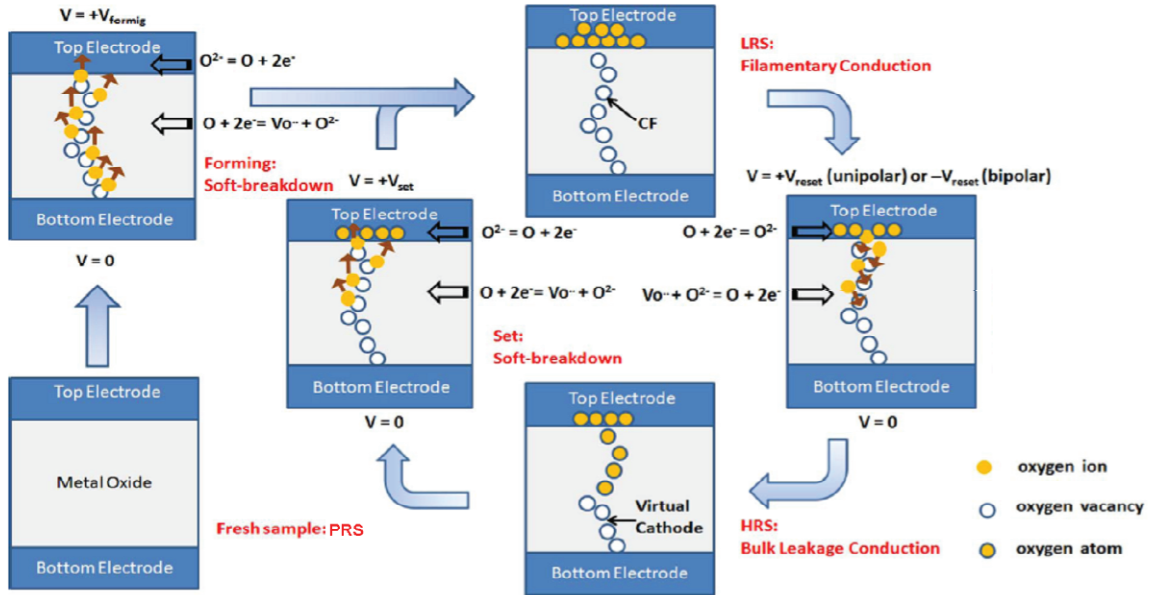 V = +Vformig
Top Electrode
O²⁻ = O + 2e⁻
O + 2e⁻= Vo¨ + O²⁻
Forming:
Soft-breakdown
Bottom Electrode
V = 0
Top Electrode
Metal Oxide
Bottom Electrode
Fresh sample: PRS
Top Electrode
CF
Bottom Electrode
LRS:
Filamentary Conduction
V = +Vset
Top Electrode
O²⁻ = O + 2e⁻
O + 2e⁻= Vo¨ + O²⁻
Set:
Soft-breakdown
Bottom Electrode
V = 0
V = +Vreset (unipolar) or –Vreset (bipolar)
Top Electrode
O + 2e⁻ = O²⁻
Vo¨ + O²⁻ = O + 2e⁻
Bottom Electrode
V = 0
Top Electrode
Virtual
Cathode
Bottom Electrode
HRS:
Bulk Leakage Conduction
oxygen ion
oxygen vacancy
oxygen atom